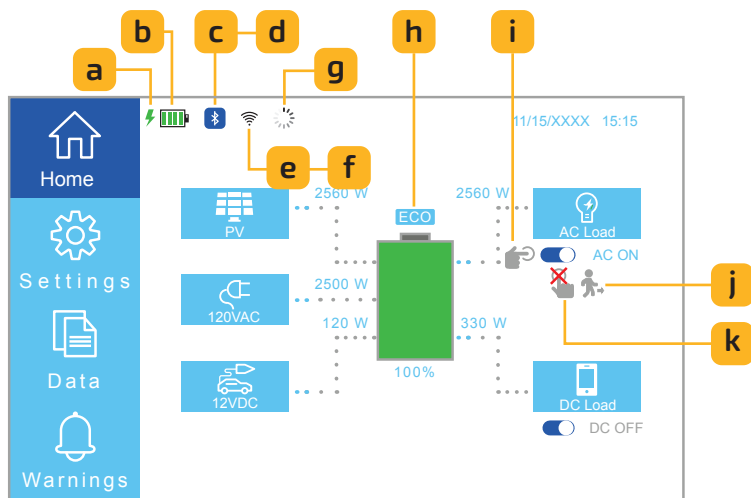 b
c
d
h
i
a
g
11/15/XXXX 15:15
e
f
Home
2560 W
ECO
2560 W
PV
AC Load
AC ON
Settings
2500 W
120VAC
j
k
120 W
330 W
Data
100%
12VDC
DC Load
DC OFF
Warnings